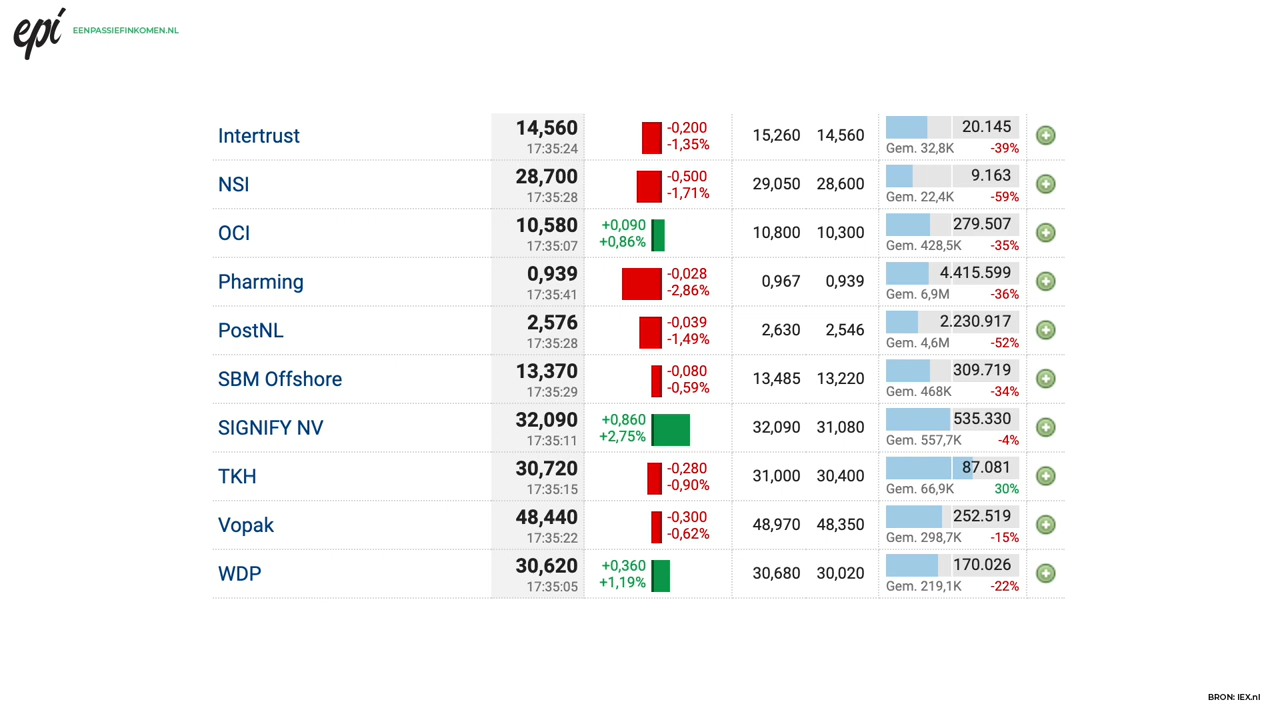 epi EENPASSIEFINKOMEN.NL
Intertrust 14,560 -0,200 15,260 14,560 20.145
17:35:24 -1,35% Gem. 32,8K -39%
NSI 28,700 -0,500 29,050 28,600 9.163
17:35:28 -1,71% Gem. 22,4K -59%
OCI 10,580 +0,090 10,800 10,300 279.507
17:35:07 +0,86% Gem. 428,5K -35%
Pharming 0,939 -0,028 0,967 0,939 4.415.599
17:35:41 -2,86% Gem. 6,9M -36%
PostNL 2,576 -0,039 2,630 2,546 2.230.917
17:35:28 -1,49% Gem. 4,6M -52%
SBM Offshore 13,370 -0,080 13,485 13,220 309.719
17:35:29 -0,59% Gem. 468K -34%
SIGNIFY NV 32,090 +0,860 32,090 31,080 535.330
17:35:11 +2,75% Gem. 557,7K -4%
TKH 30,720 -0,280 31,000 30,400 87.081
17:35:15 -0,90% Gem. 66,9K 30%
Vopak 48,440 -0,300 48,970 48,350 252.519
17:35:22 -0,62% Gem. 298,7K -15%
WDP 30,620 +0,360 30,680 30,020 170.026
17:35:05 +1,19% Gem. 219,1K -22%
BRON: IEX.nl